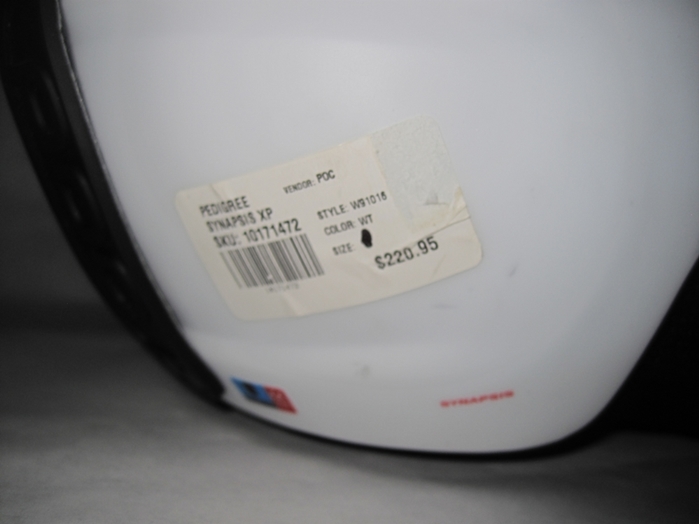 PEDIGREE
VENDOR: POC
SYNAPSIS XP
STYLE: W91016
SKU: 10171472
COLOR: WT
SIZE:
$220.95
SYNAPSIS